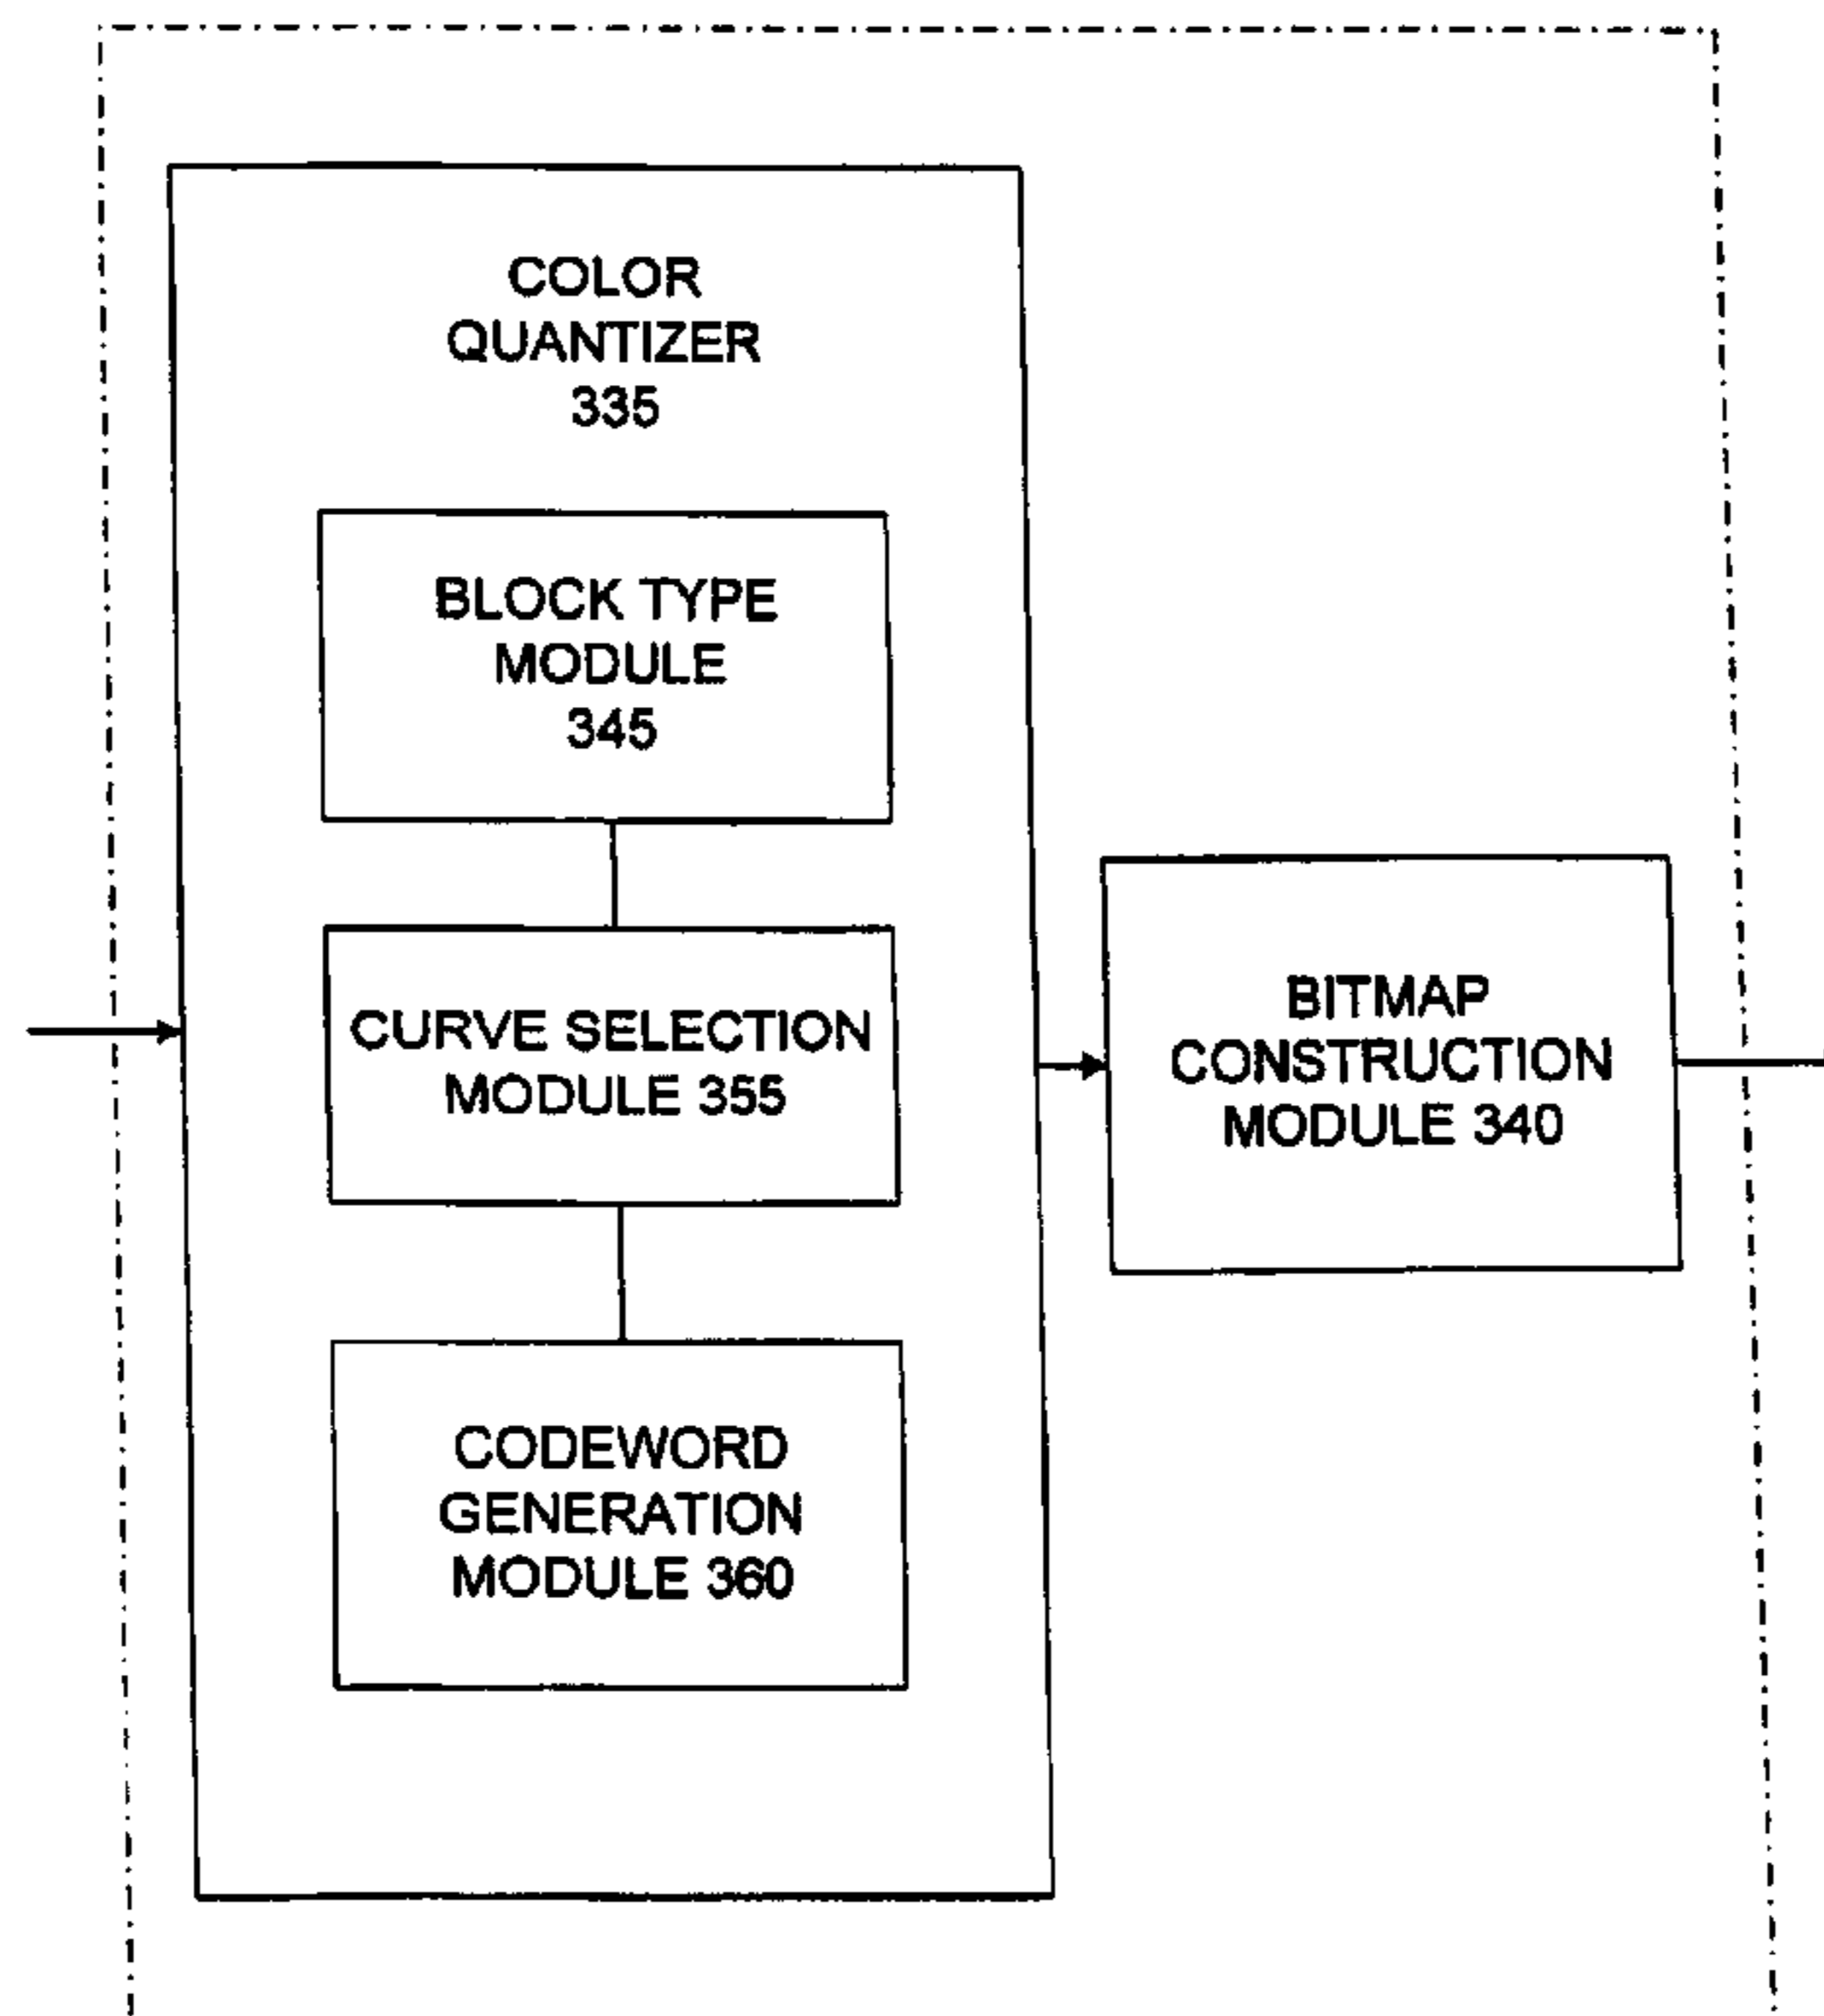 COLOR
QUANTIZER
335
BLOCK TYPE
MODULE
345
CURVE SELECTION
MODULE 355
BITMAP
CONSTRUCTION
MODULE 340
CODEWORD
GENERATION
MODULE 360